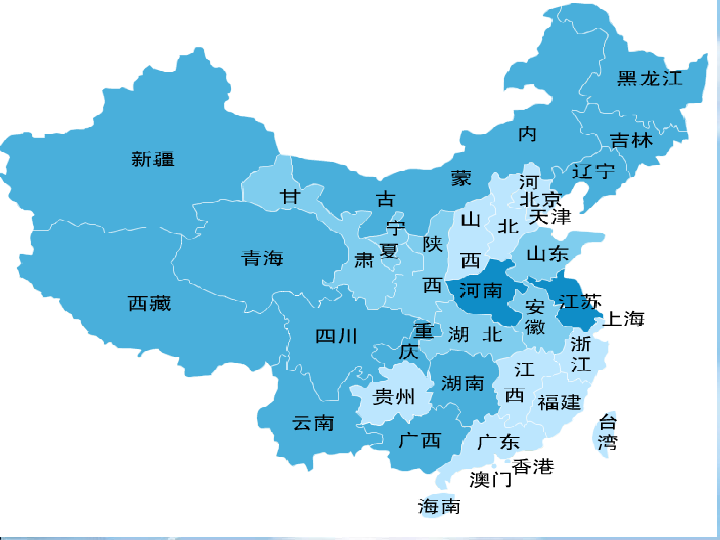 黑龙江
内
吉林
新疆
辽宁
蒙
河
甘
古
北京
天津
山
北
宁
陕
夏
山东
青海
肃
西
西
河南
西藏
江苏
安
上海
徽
重
四川
湖北
浙
庆
江
江
湖南
西
贵州
福建
云南
台
广西
广东
湾
香港
澳门
海南